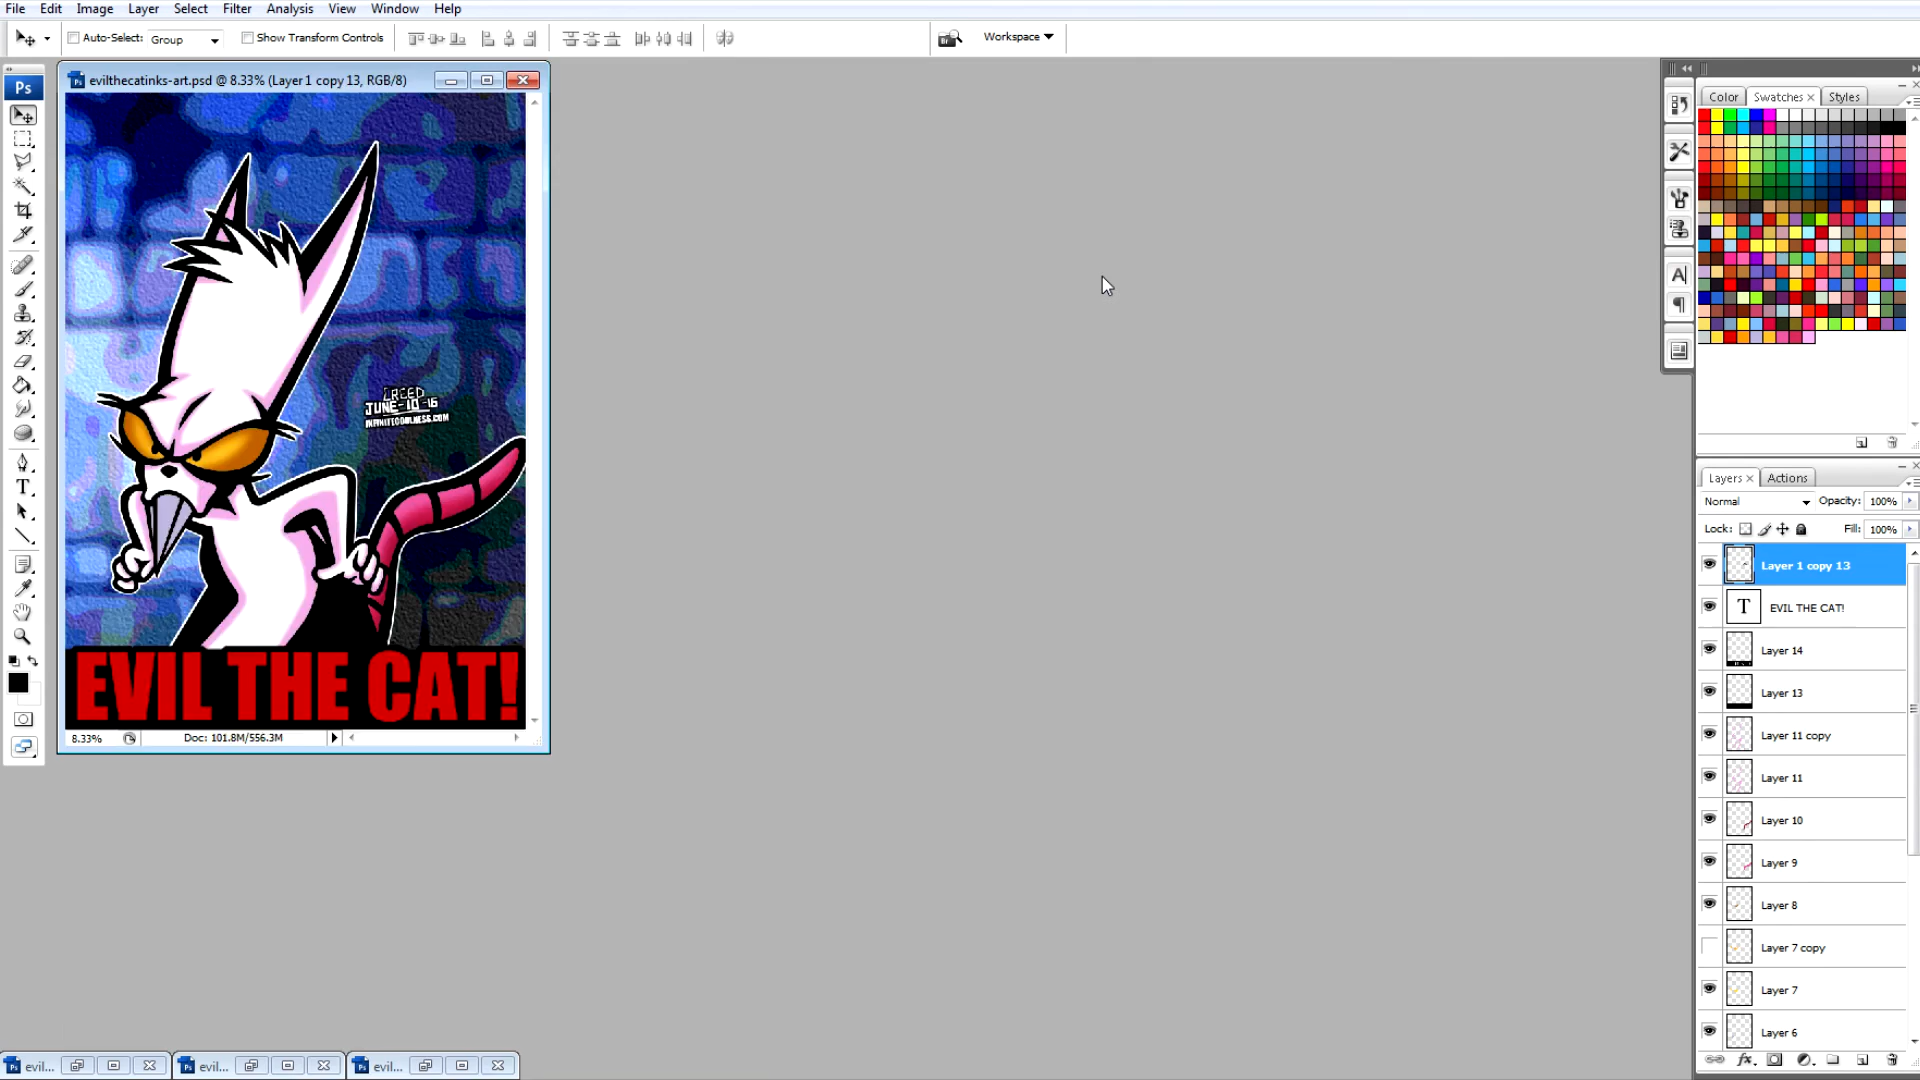 File Edit Image Layer Select Filter Analysis View Window Help
Auto-Select: Group Show Transform Controls Workspace
evilthecatinks-art.psd @ 8.33% (Layer 1 copy 13, RGB/8)
Ps
JUNE-10-16
INFINITECOOLNESS.COM
EVIL THE CAT!
8.33% Doc: 101.8M/556.3M
Color Swatches Styles
Layers Actions
Normal Opacity: 100%
Lock: Fill: 100%
Layer 1 copy 13
T EVIL THE CAT!
Layer 14
Layer 13
Layer 11 copy
Layer 11
Layer 10
Layer 9
Layer 8
Layer 7 copy
Layer 7
Layer 6
evil... evil... evil...